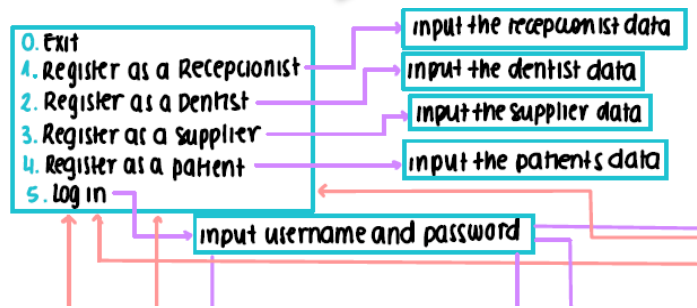 0. Exit
1. Register as a Recepcionist
2. Register as a Dentist
3. Register as a supplier
4. Register as a patient
5. Log in
input the recepcionist data
input the dentist data
input the supplier data
input the patients data
input username and password